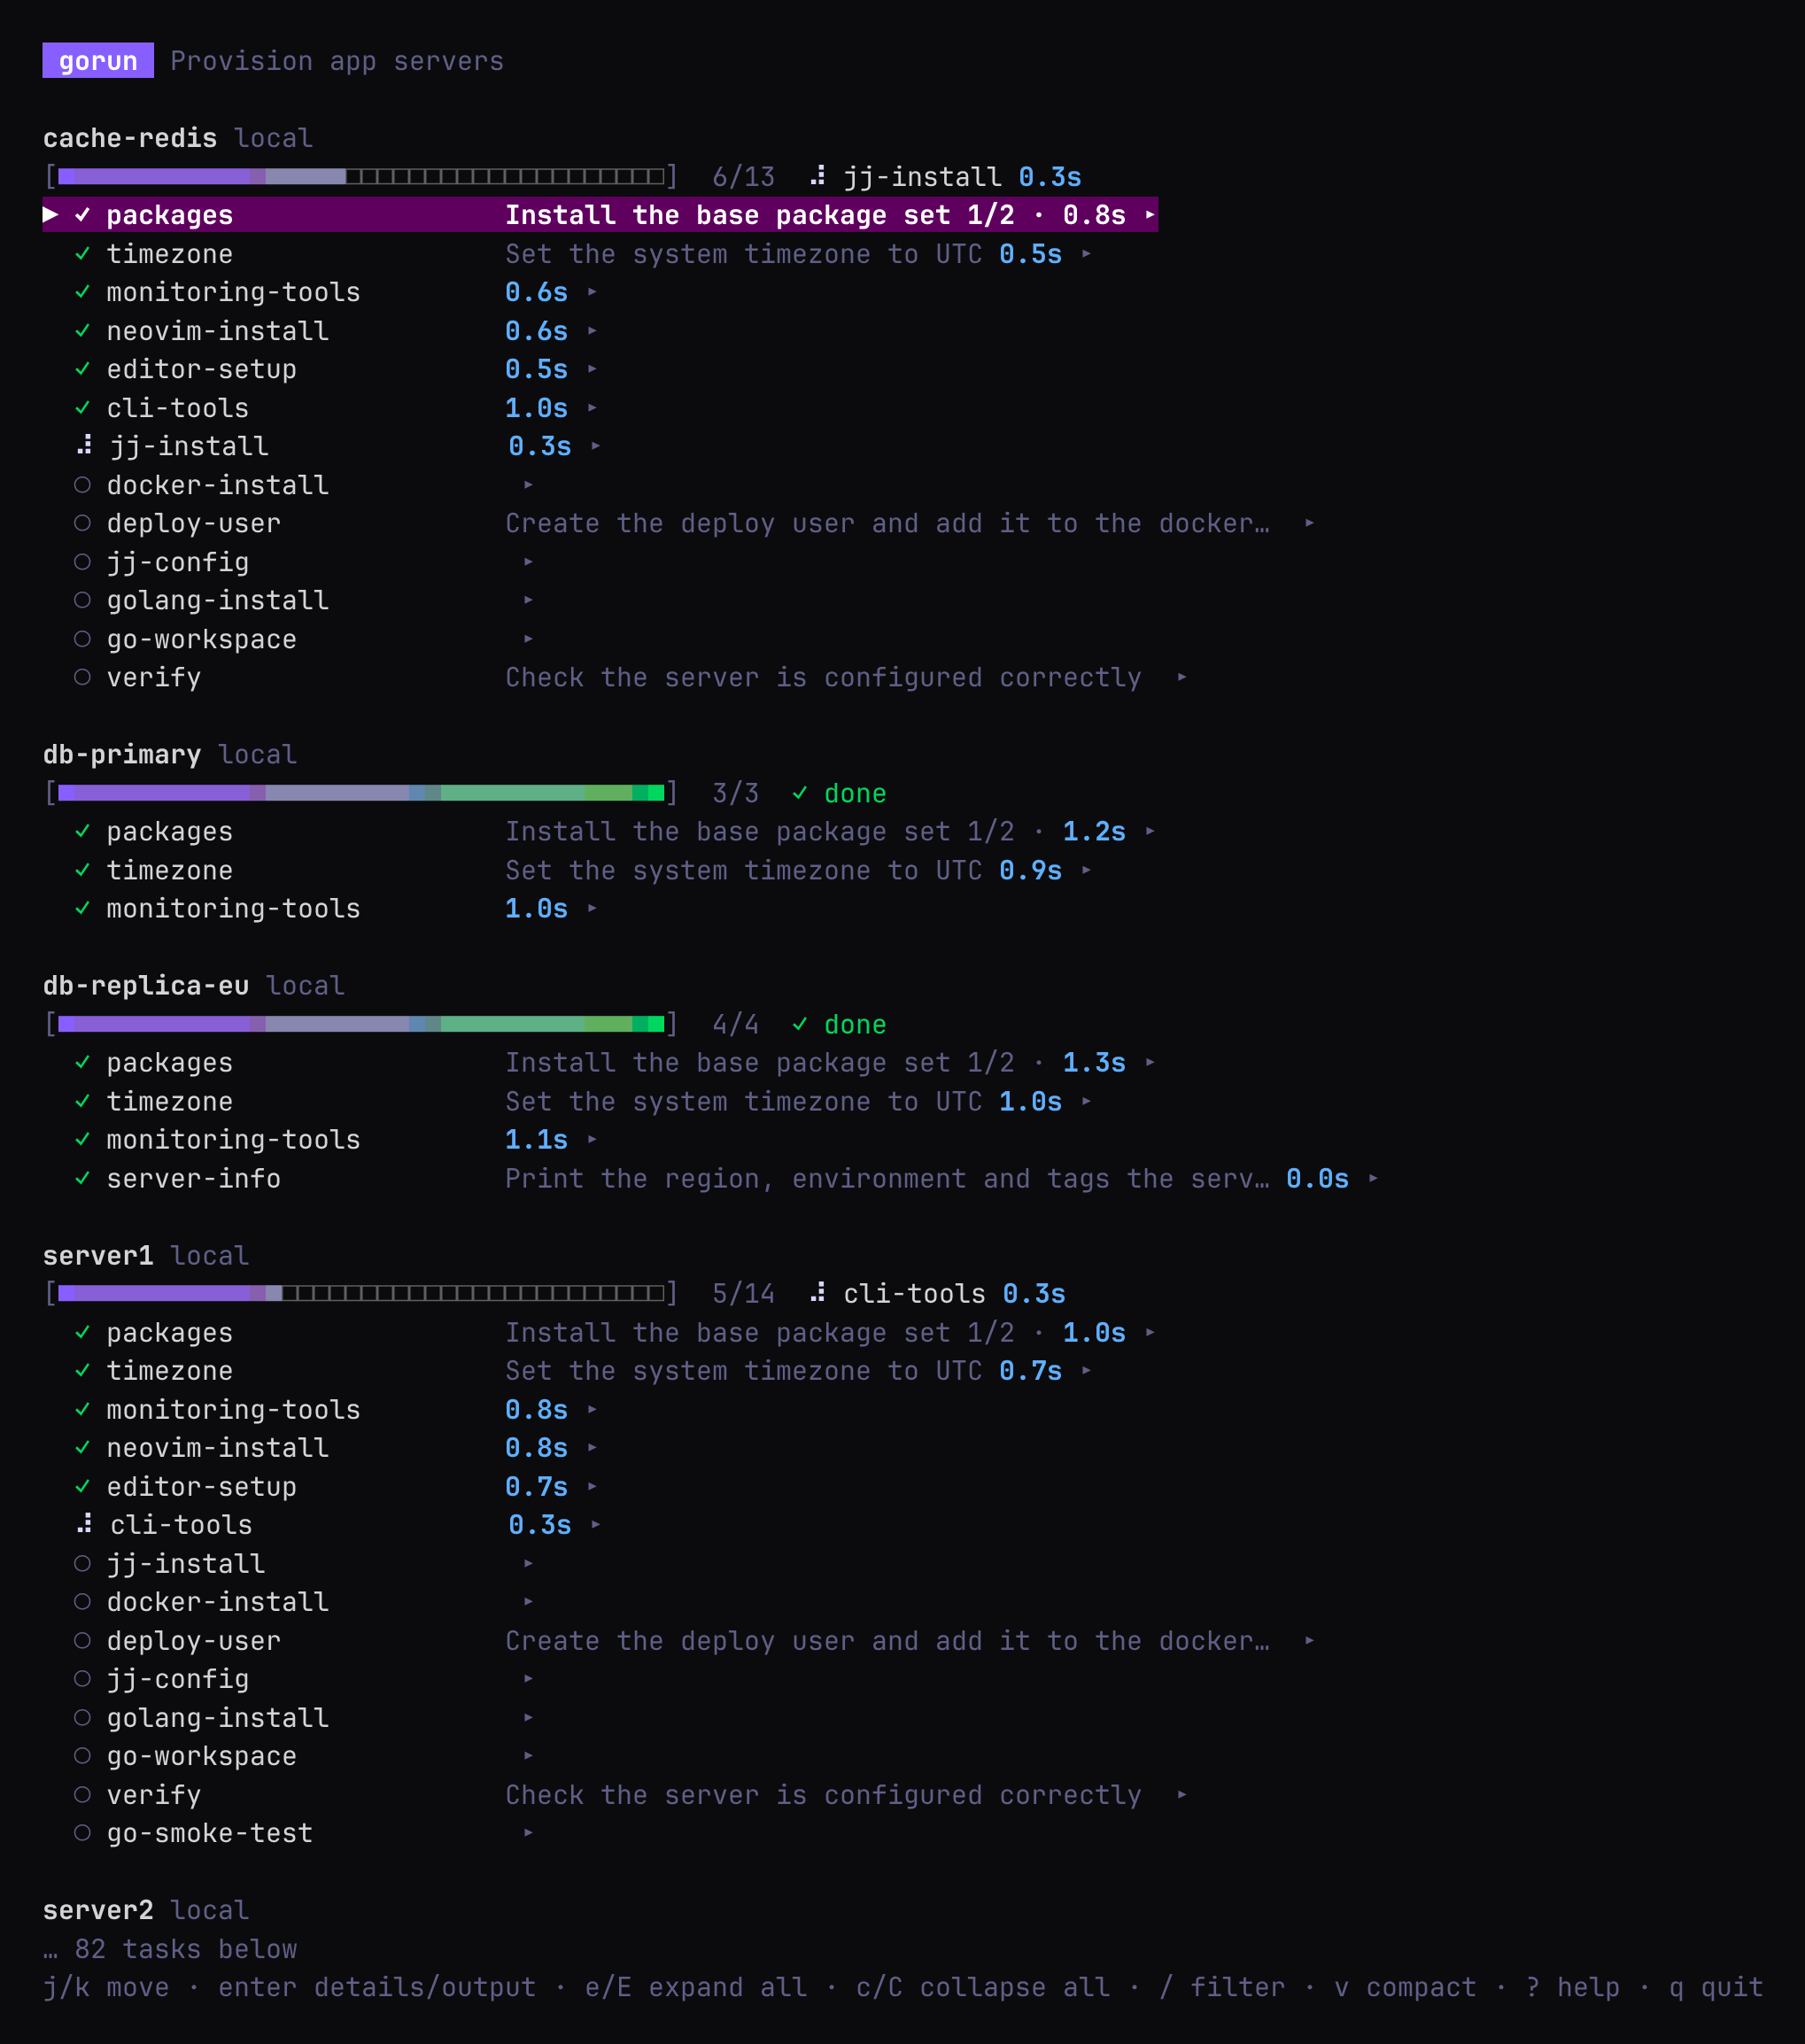 gorun Provision app servers
cache-redis local
[■■■■■■■■■■■■■■■■■■□□□□□□□□□□□□□□□□□□□□] 6/13 ⠼ jj-install 0.3s
▶ ✓ packages Install the base package set 1/2 · 0.8s ▸
✓ timezone Set the system timezone to UTC 0.5s ▸
✓ monitoring-tools 0.6s ▸
✓ neovim-install 0.6s ▸
✓ editor-setup 0.5s ▸
✓ cli-tools 1.0s ▸
⠼ jj-install 0.3s ▸
○ docker-install ▸
○ deploy-user Create the deploy user and add it to the docker… ▸
○ jj-config ▸
○ golang-install ▸
○ go-workspace ▸
○ verify Check the server is configured correctly ▸
db-primary local
[■■■■■■■■■■■■■■■■■■■■■■■■■■■■■■■■■■■■■■] 3/3 ✓ done
✓ packages Install the base package set 1/2 · 1.2s ▸
✓ timezone Set the system timezone to UTC 0.9s ▸
✓ monitoring-tools 1.0s ▸
db-replica-eu local
[■■■■■■■■■■■■■■■■■■■■■■■■■■■■■■■■■■■■■■] 4/4 ✓ done
✓ packages Install the base package set 1/2 · 1.3s ▸
✓ timezone Set the system timezone to UTC 1.0s ▸
✓ monitoring-tools 1.1s ▸
✓ server-info Print the region, environment and tags the serv… 0.0s ▸
server1 local
[■■■■■■■■■■■■■■□□□□□□□□□□□□□□□□□□□□□□□□] 5/14 ⠼ cli-tools 0.3s
✓ packages Install the base package set 1/2 · 1.0s ▸
✓ timezone Set the system timezone to UTC 0.7s ▸
✓ monitoring-tools 0.8s ▸
✓ neovim-install 0.8s ▸
✓ editor-setup 0.7s ▸
⠼ cli-tools 0.3s ▸
○ jj-install ▸
○ docker-install ▸
○ deploy-user Create the deploy user and add it to the docker… ▸
○ jj-config ▸
○ golang-install ▸
○ go-workspace ▸
○ verify Check the server is configured correctly ▸
○ go-smoke-test ▸
server2 local
… 82 tasks below
j/k move · enter details/output · e/E expand all · c/C collapse all · / filter · v compact · ? help · q quit